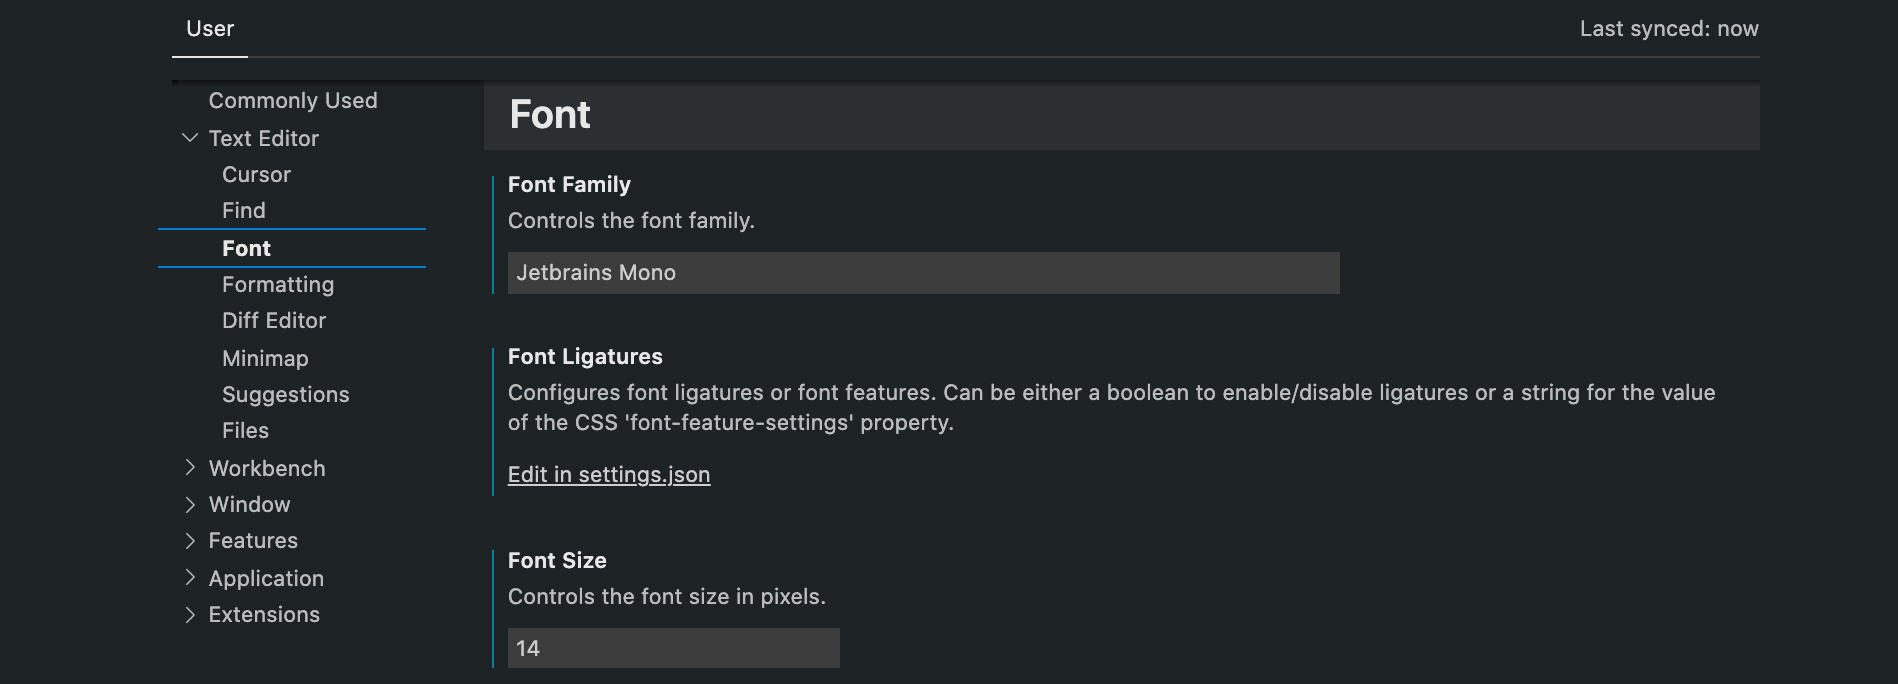 User
Last synced: now
Commonly Used
Text Editor
Cursor
Find
Font
Formatting
Diff Editor
Minimap
Suggestions
Files
Workbench
Window
Features
Application
Extensions
Font
Font Family
Controls the font family.
Jetbrains Mono
Font Ligatures
Configures font ligatures or font features. Can be either a boolean to enable/disable ligatures or a string for the value
of the CSS 'font-feature-settings' property.
Edit in settings.json
Font Size
Controls the font size in pixels.
14